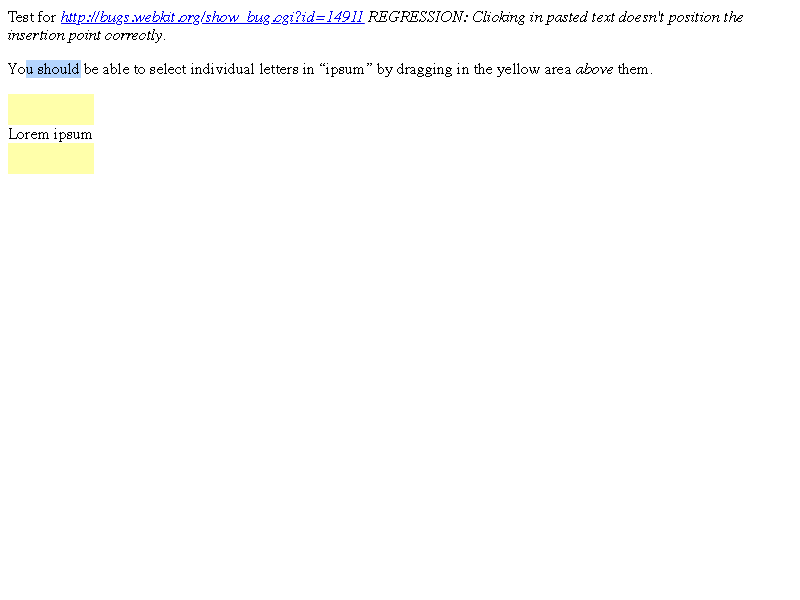 Test for http://bugs.webkit.org/show_bug.cgi?id=14911 REGRESSION: Clicking in pasted text doesn't position the
insertion point correctly.
You should be able to select individual letters in “ipsum” by dragging in the yellow area above them.
Lorem ipsum